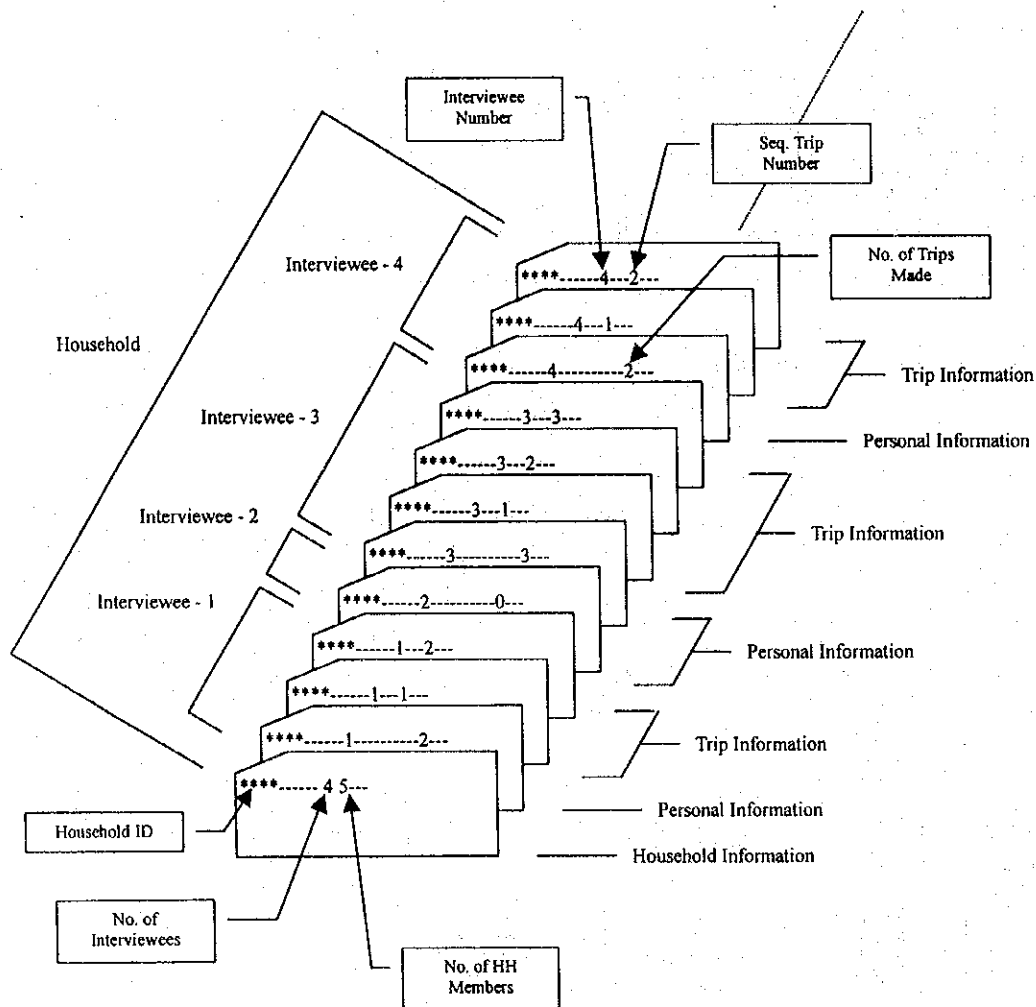 Interviewee
Number
Seq. Trip
Number
No. of Trips
Made
Interviewee - 4
Household
Interviewee - 3
Interviewee - 2
Interviewee - 1
****-------4---2---
****-------4---1---
****------4-----------2---
****-------3---3---
****------3---2---
****-------3---1---
****-------3-----------3---
****------2-----------0---
****-------1---2---
****-------1---1---
****------1-----------2---
****------ 4 5---
Trip Information
Personal Information
Trip Information
Personal Information
Trip Information
Personal Information
Household Information
Household ID
No. of
Interviewees
No. of HH
Members